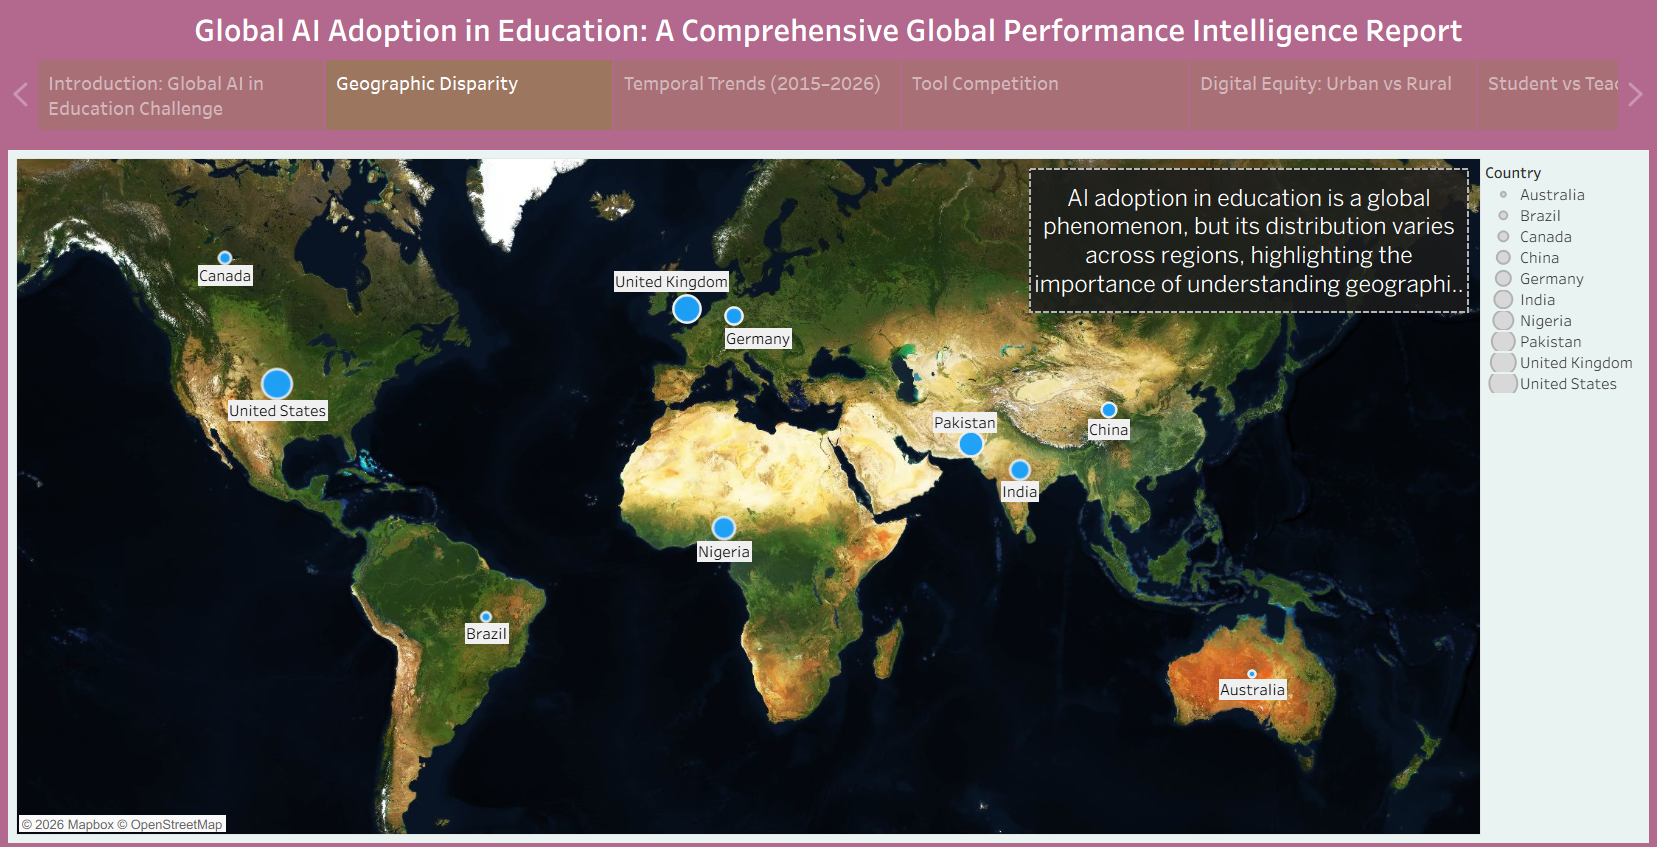 Global AI Adoption in Education: A Comprehensive Global Performance Intelligence Report
Introduction: Global AI in
Education Challenge
Geographic Disparity
Temporal Trends (2015–2026)
Tool Competition
Digital Equity: Urban vs Rural
Student vs Teac
AI adoption in education is a global
phenomenon, but its distribution varies
across regions, highlighting the
importance of understanding geographi..
Canada
United Kingdom
Germany
United States
Pakistan
China
India
Nigeria
Brazil
Australia
© 2026 Mapbox © OpenStreetMap
Country
Australia
Brazil
Canada
China
Germany
India
Nigeria
Pakistan
United Kingdom
United States